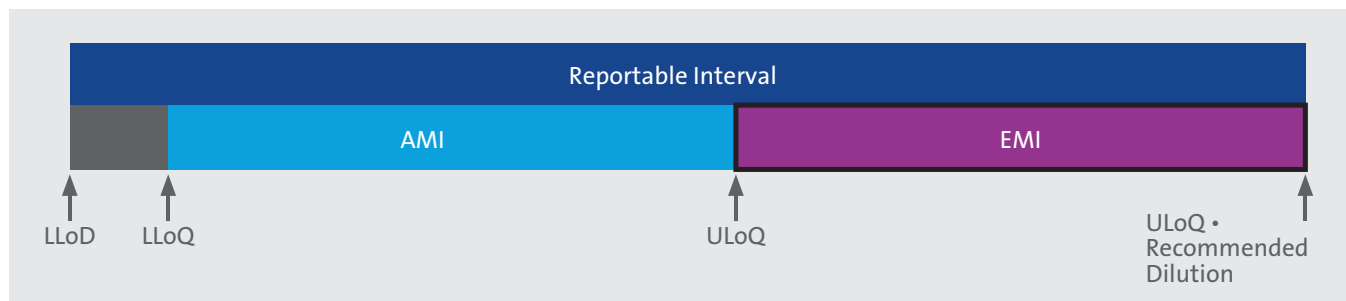 Reportable Interval
AMI
EMI
LLoD
LLoQ
ULoQ
ULoQ •
Recommended
Dilution